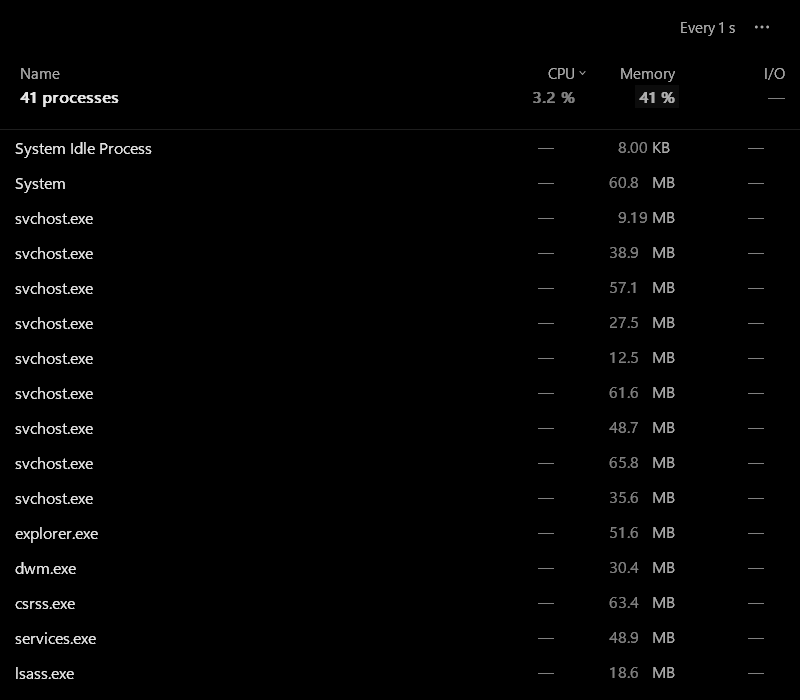 Every 1 s ···
Name CPU Memory I/O
41 processes 3.2 % 41 % —
System Idle Process — 8.00 KB —
System — 60.8 MB —
svchost.exe — 9.19 MB —
svchost.exe — 38.9 MB —
svchost.exe — 57.1 MB —
svchost.exe — 27.5 MB —
svchost.exe — 12.5 MB —
svchost.exe — 61.6 MB —
svchost.exe — 48.7 MB —
svchost.exe — 65.8 MB —
svchost.exe — 35.6 MB —
explorer.exe — 51.6 MB —
dwm.exe — 30.4 MB —
csrss.exe — 63.4 MB —
services.exe — 48.9 MB —
lsass.exe — 18.6 MB —